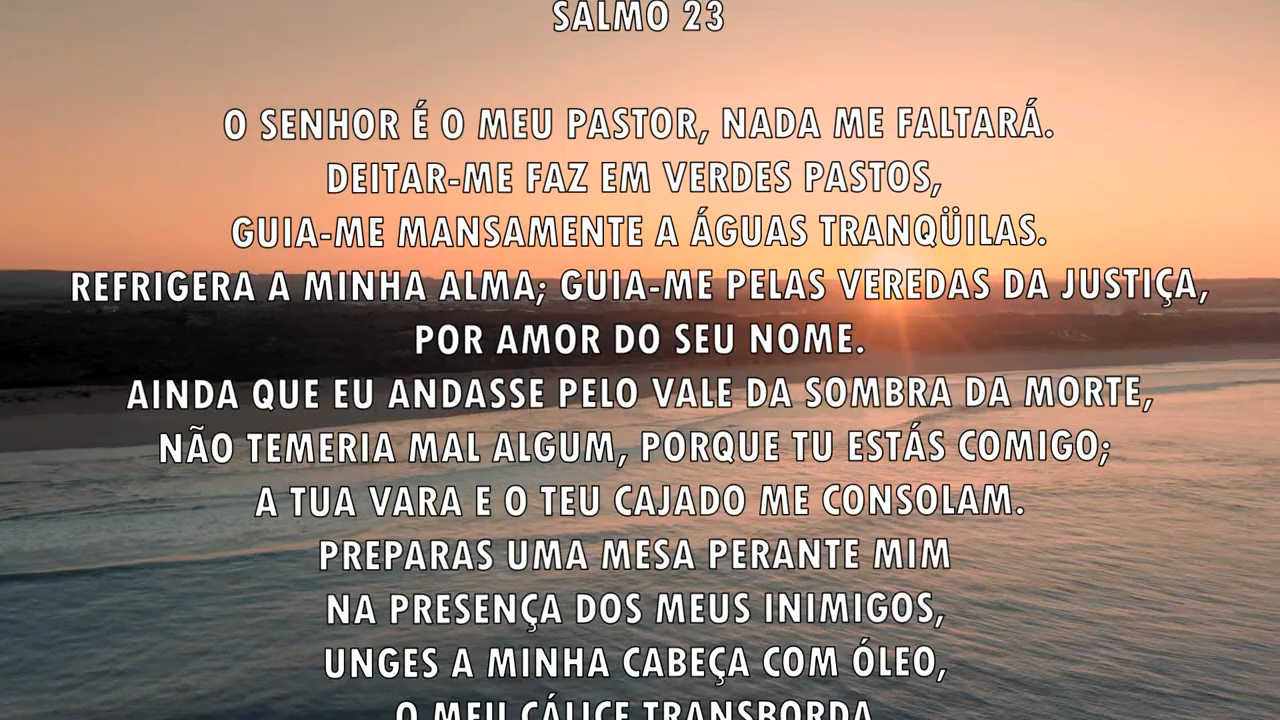 SALMO 23
O SENHOR É O MEU PASTOR, NADA ME FALTARÁ.
DEITAR-ME FAZ EM VERDES PASTOS,
GUIA-ME MANSAMENTE A ÁGUAS TRANQÜILAS.
REFRIGERA A MINHA ALMA; GUIA-ME PELAS VEREDAS DA JUSTIÇA,
POR AMOR DO SEU NOME.
AINDA QUE EU ANDASSE PELO VALE DA SOMBRA DA MORTE,
NÃO TEMERIA MAL ALGUM, PORQUE TU ESTÁS COMIGO;
A TUA VARA E O TEU CAJADO ME CONSOLAM.
PREPARAS UMA MESA PERANTE MIM
NA PRESENÇA DOS MEUS INIMIGOS,
UNGES A MINHA CABEÇA COM ÓLEO,
O MEU CÁLICE TRANSBORDA